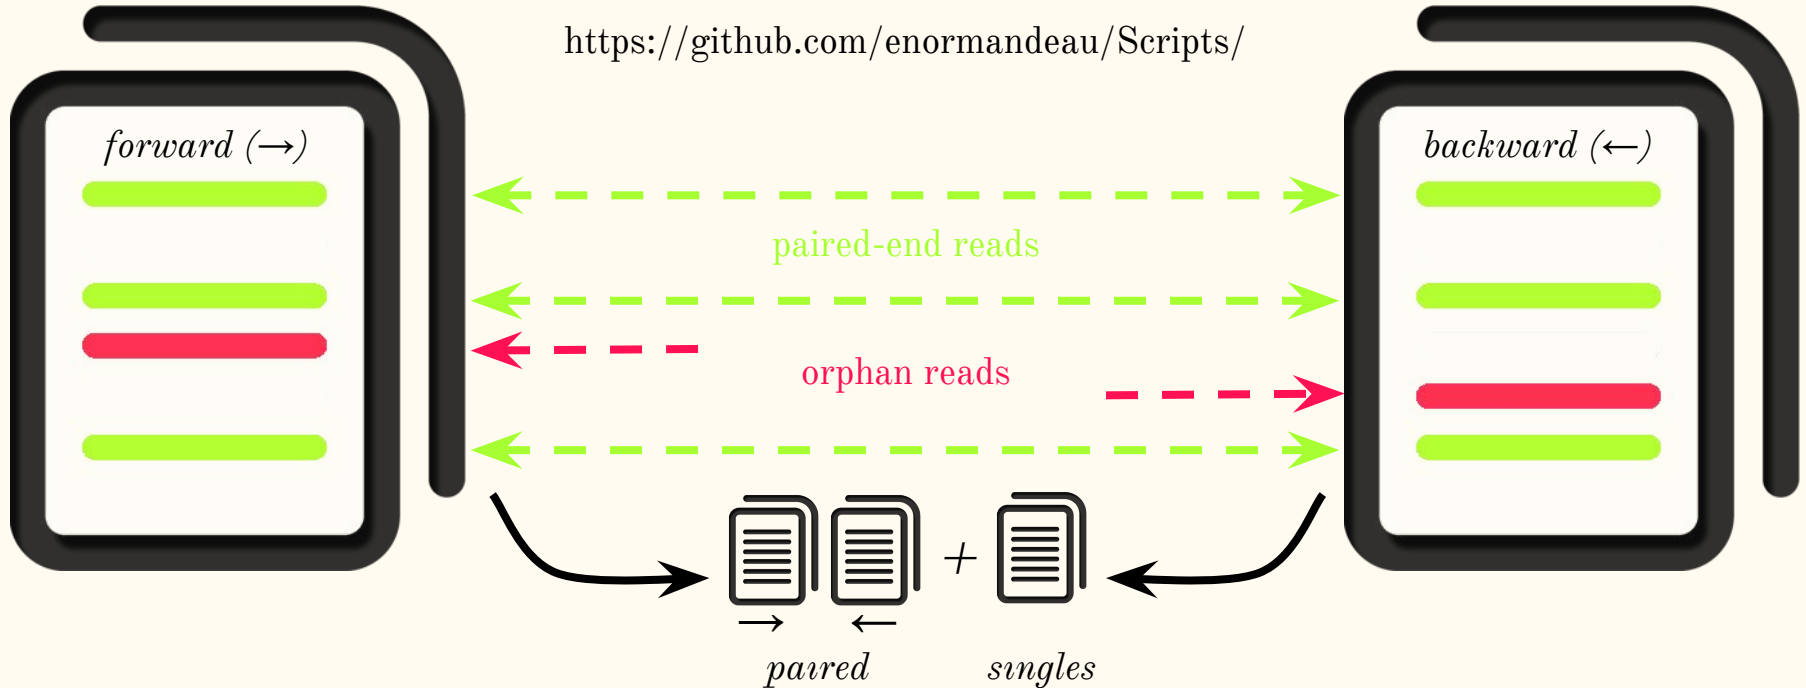 https://github.com/enormandeau/Scripts/
forward (→)
backward (←)
paired-end reads
orphan reads
+
→ ←
paired
singles